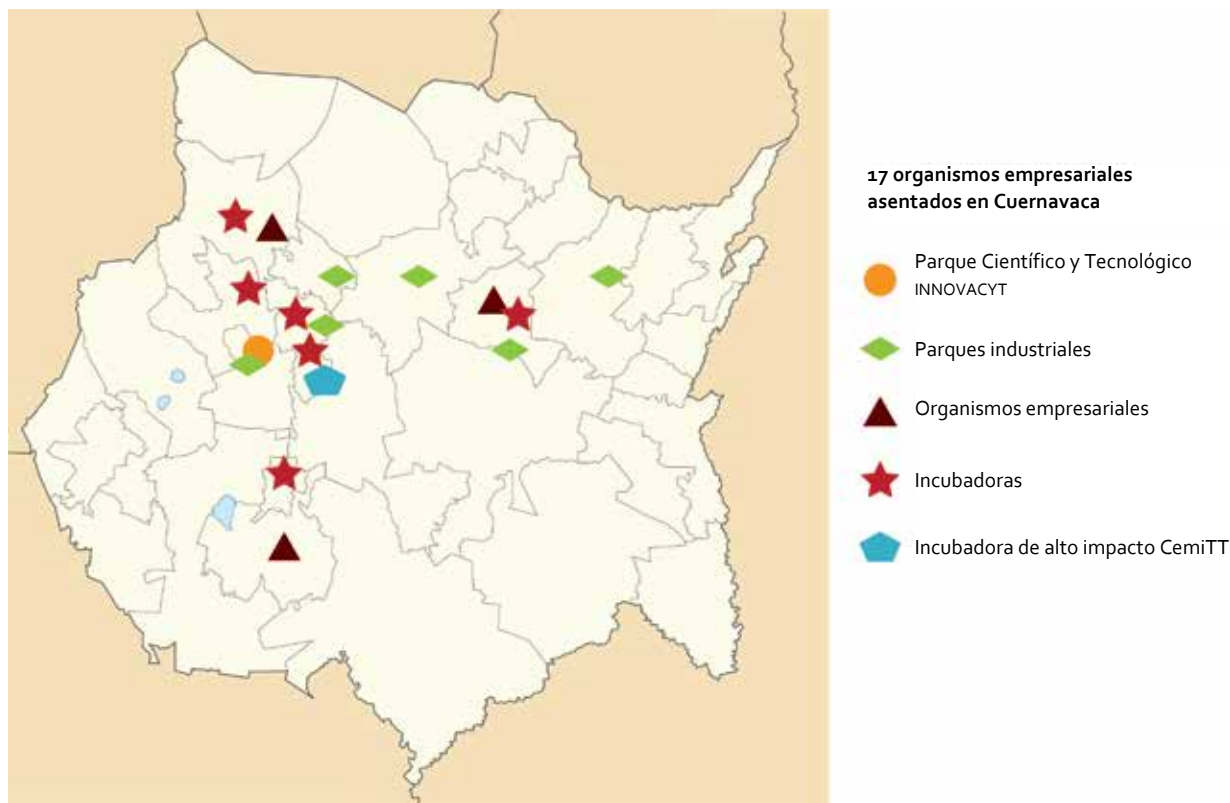 17 organismos empresariales
asentados en Cuernavaca
Parque Científico y Tecnológico
INNOVACYT
Parques industriales
Organismos empresariales
Incubadoras
Incubadora de alto impacto CemiTT